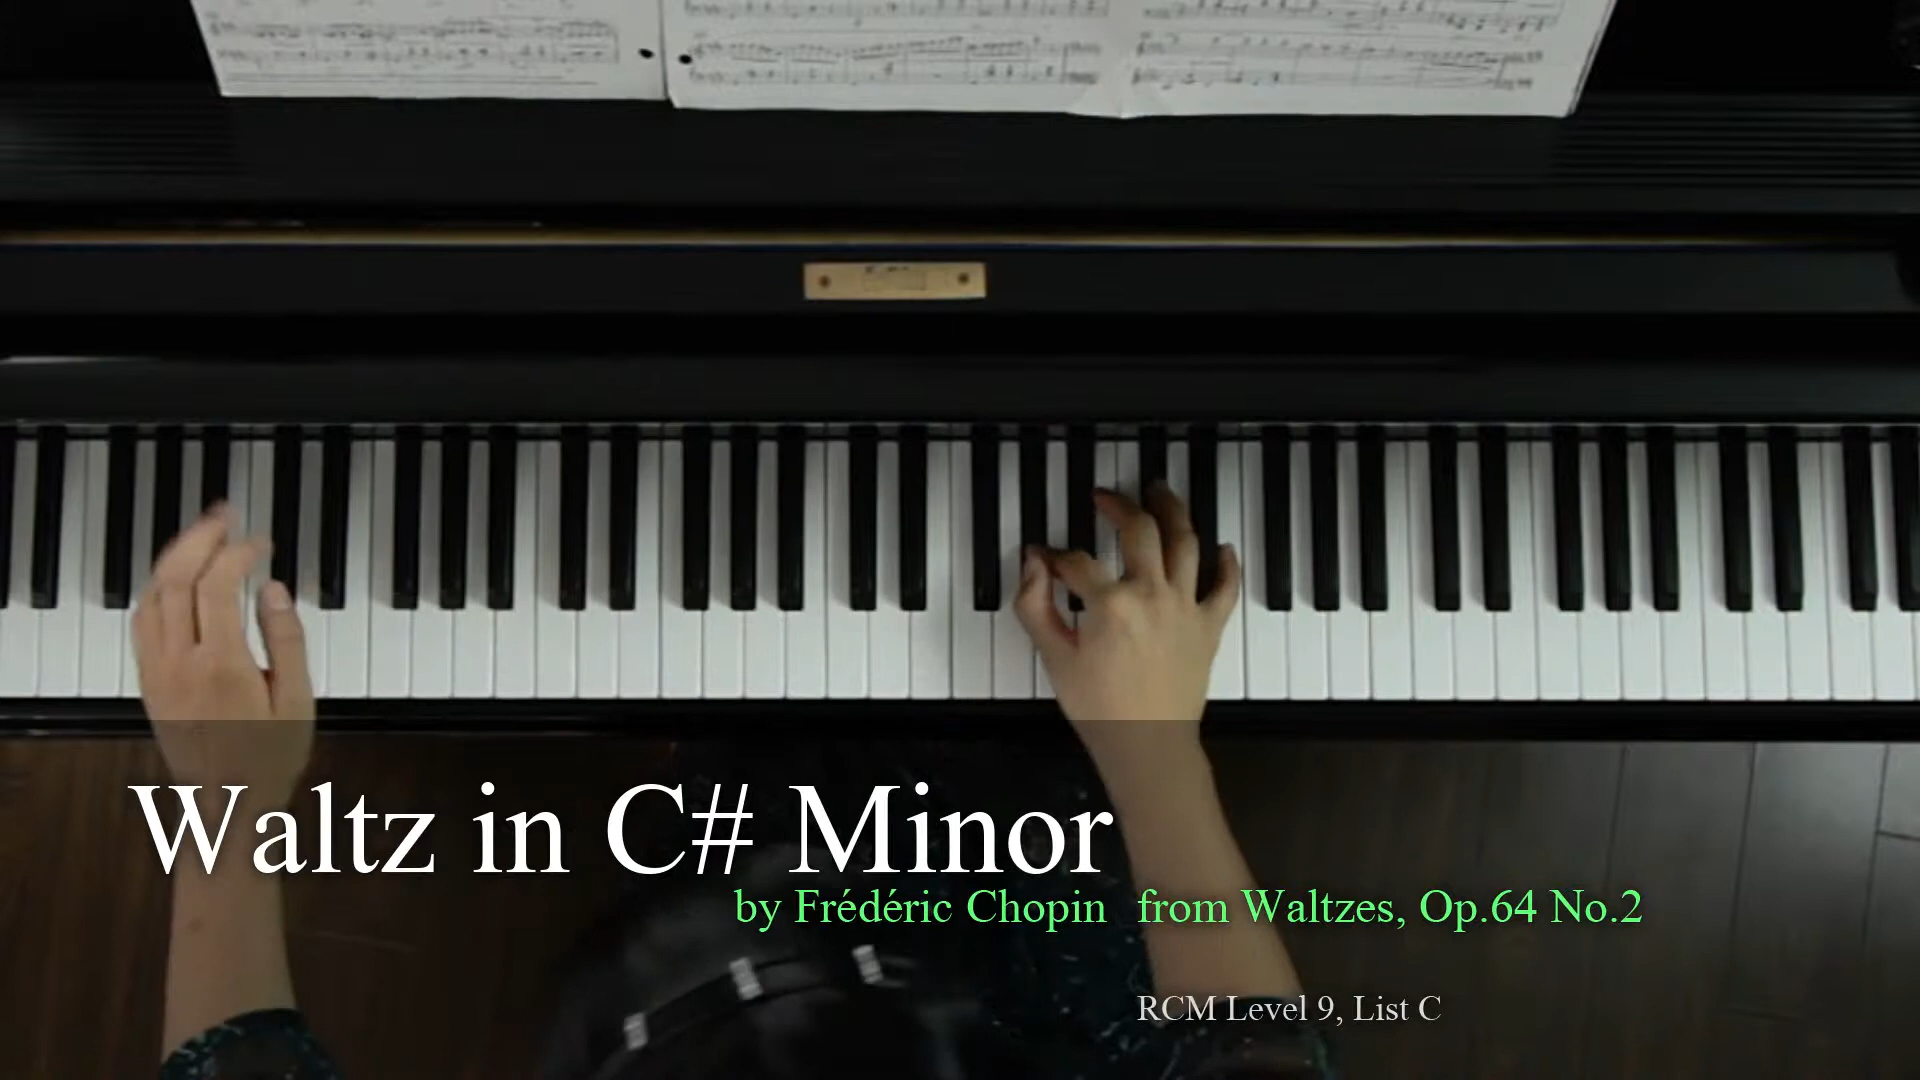 Waltz in C# Minor
by Frédéric Chopin from Waltzes, Op.64 No.2
RCM Level 9, List C